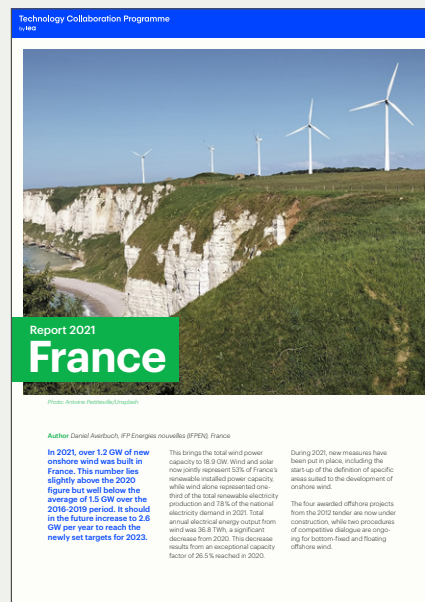 Technology Collaboration Programme
by iea
Report 2021
France
Photo: Antoine Petitteville/Unsplash
Author Daniel Averbuch, IFP Energies nouvelles (IFPEN), France
In 2021, over 1.2 GW of new
onshore wind was built in
France. This number lies
slightly above the 2020
figure but well below the
average of 1.5 GW over the
2016-2019 period. It should
in the future increase to 2.6
GW per year to reach the
newly set targets for 2023.
This brings the total wind power
capacity to 18.9 GW. Wind and solar
now jointly represent 53% of France's
renewable installed power capacity,
while wind alone represented one-
third of the total renewable electricity
production and 7.8% of the national
electricity demand in 2021. Total
annual electrical energy output from
wind was 36.8 TWh, a significant
decrease from 2020. This decrease
results from an exceptional capacity
factor of 26.5% reached in 2020.
During 2021, new measures have
been put in place, including the
start-up of the definition of specific
areas suited to the development of
onshore wind.
The four awarded offshore projects
from the 2012 tender are now under
construction, while two procedures
of competitive dialogue are ongo-
ing for bottom-fixed and floating
offshore wind.